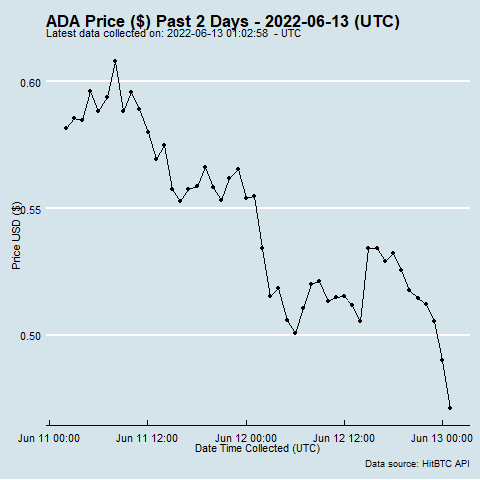 ADA Price ($) Past 2 Days - 2022-06-13 (UTC)
Latest data collected on: 2022-06-13 01:02:58  - UTC
0.60
0.55
0.50
Price USD ($)
Jun 11 00:00 Jun 11 12:00 Jun 12 00:00 Jun 12 12:00 Jun 13 00:00
Date Time Collected (UTC)
Data source: HitBTC API